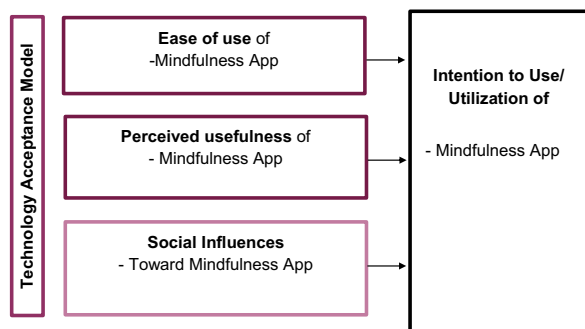 Technology Acceptance Model
Ease of use of
-Mindfulness App
Perceived usefulness of
- Mindfulness App
Social Influences
- Toward Mindfulness App
Intention to Use/
Utilization of
- Mindfulness App